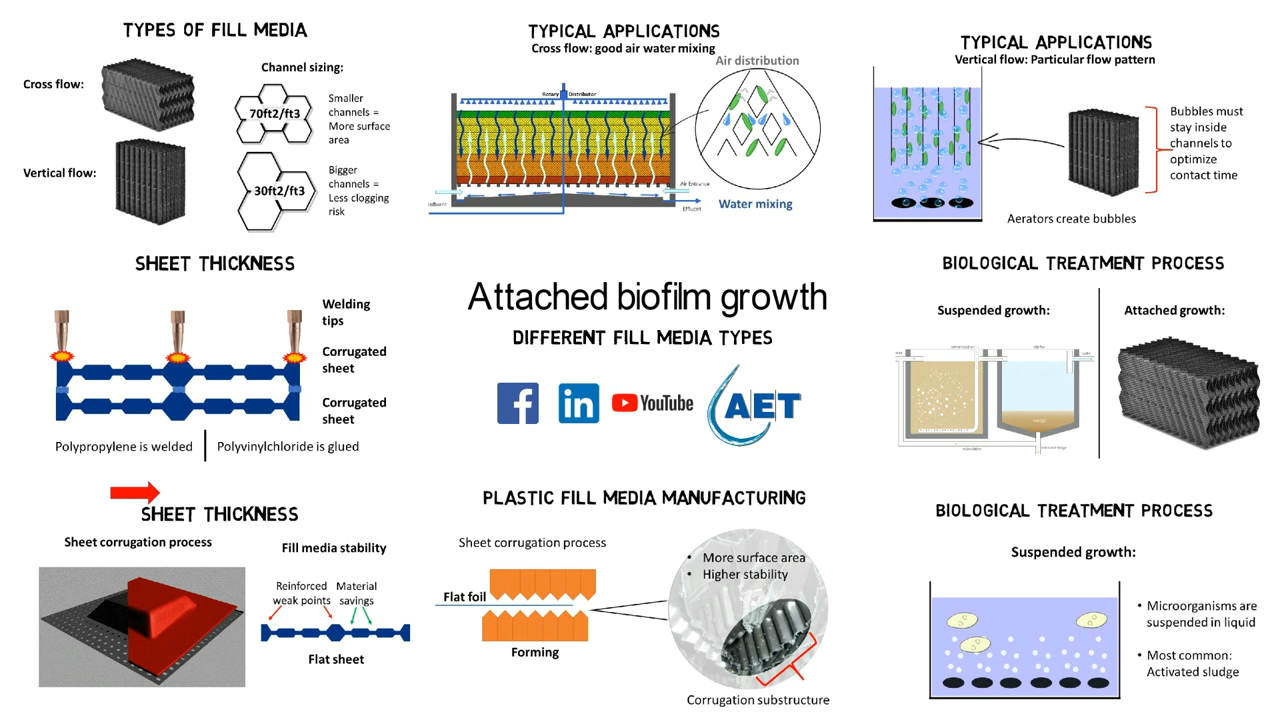 TYPES OF FILL MEDIA
Cross flow:
Vertical flow:
Channel sizing:
70ft2/ft3
Smaller
channels =
More surface
area
30ft2/ft3
Bigger
channels =
Less clogging
risk
TYPICAL APPLICATIONS
Cross flow: good air water mixing
Air distribution
Rotary Distributor
Air Entrance
Influent
Effluent
Water mixing
TYPICAL APPLICATIONS
Vertical flow: Particular flow pattern
Bubbles must
stay inside
channels to
optimize
contact time
Aerators create bubbles
SHEET THICKNESS
Welding
tips
Corrugated
sheet
Corrugated
sheet
Polypropylene is welded
Polyvinylchloride is glued
Attached biofilm growth
DIFFERENT FILL MEDIA TYPES
f
in
YouTube
AET
BIOLOGICAL TREATMENT PROCESS
Suspended growth:
Attached growth:
SHEET THICKNESS
Sheet corrugation process
Fill media stability
Reinforced
weak points
Material
savings
Flat sheet
PLASTIC FILL MEDIA MANUFACTURING
Sheet corrugation process
Flat foil
Forming
• More surface area
• Higher stability
Corrugation substructure
BIOLOGICAL TREATMENT PROCESS
Suspended growth:
• Microorganisms are
suspended in liquid
• Most common:
Activated sludge